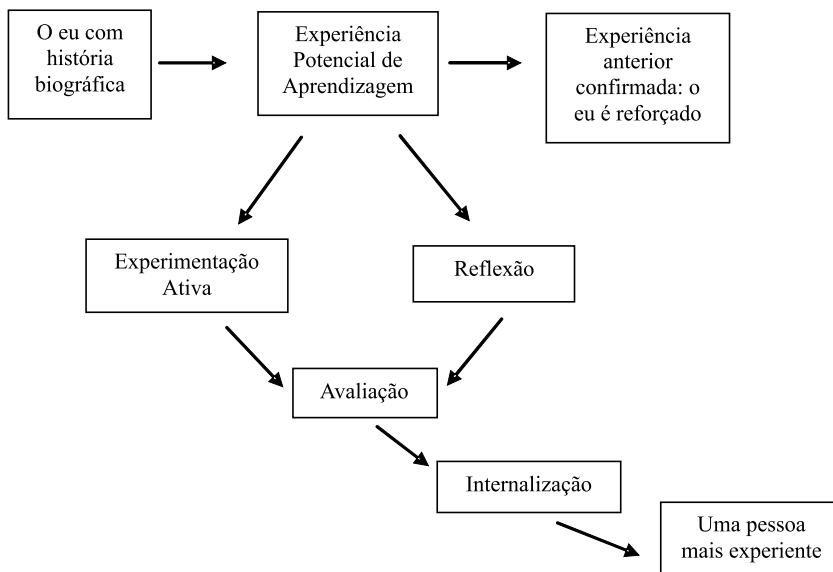 O eu com
história
biográfica
Experiência
Potencial de
Aprendizagem
Experiência
anterior
confirmada: o
eu é reforçado
Experimentação
Ativa
Reflexão
Avaliação
Internalização
Uma pessoa
mais experiente